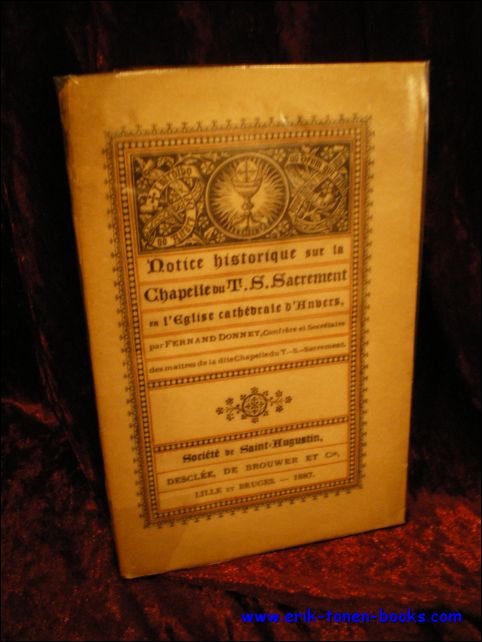 Notice historique sur la
Chapelle du T.S. Sacrement
en l'Eglise cathédrale d'Anvers,
par FERNAND DONNET, Confrère et Secrétaire
des maîtres de la dite Chapelle du T.-S.-Sacrement.
Société de Saint-Augustin,
DESCLÉE, DE BROUWER ET Cie,
LILLE ET BRUGES. — 1887.
www.erik-tonen-books.com